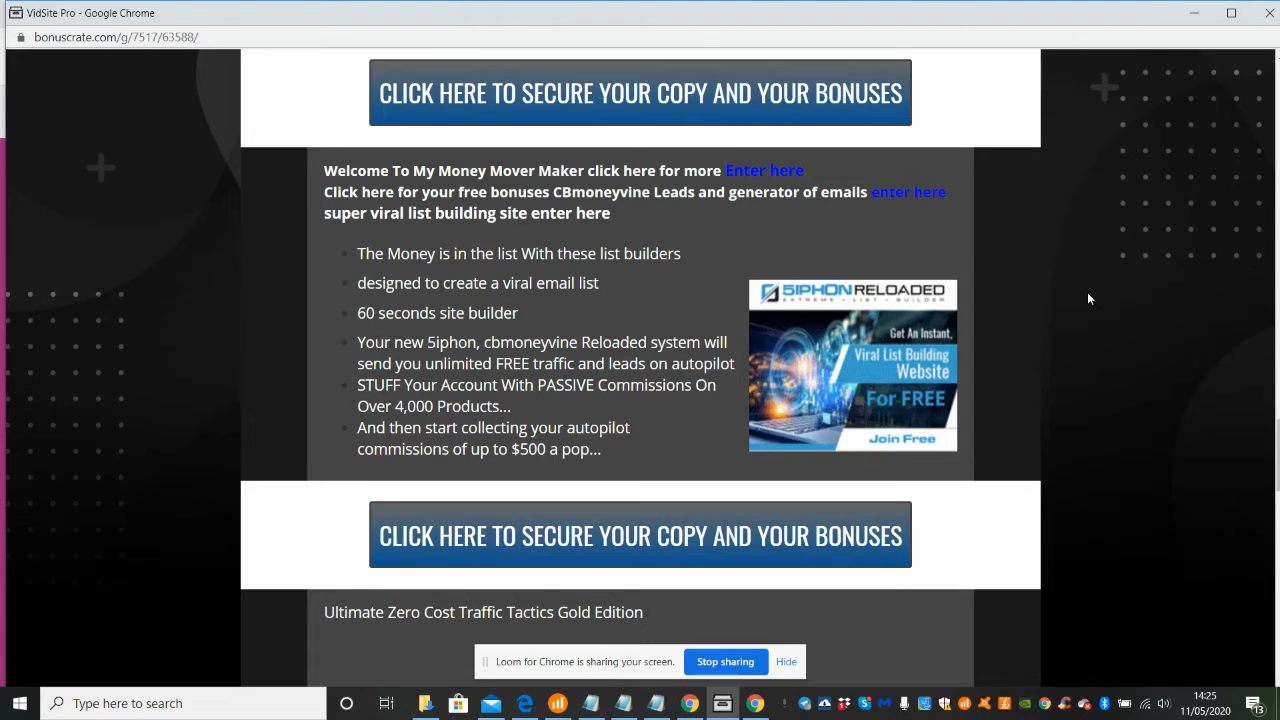 VidSite Pro - Google Chrome
bonuscrate.com/g/7517/63588/
CLICK HERE TO SECURE YOUR COPY AND YOUR BONUSES
Welcome To My Money Mover Maker click here for more Enter here
Click here for your free bonuses CBmoneyvine Leads and generator of emails enter here
super viral list building site enter here
The Money is in the list With these list builders
designed to create a viral email list
60 seconds site builder
Your new 5iphon, cbmoneyvine Reloaded system will
send you unlimited FREE traffic and leads on autopilot
STUFF Your Account With PASSIVE Commissions On
Over 4,000 Products...
And then start collecting your autopilot
commissions of up to $500 a pop...
5IPHON RELOADED
EXTREME • LIST • BUILDER
Get An Instant,
Viral List Building
Website
For FREE
Join Free
CLICK HERE TO SECURE YOUR COPY AND YOUR BONUSES
Ultimate Zero Cost Traffic Tactics Gold Edition
Loom for Chrome is sharing your screen.
Stop sharing
Hide
Type here to search
14:25
11/05/2020
13